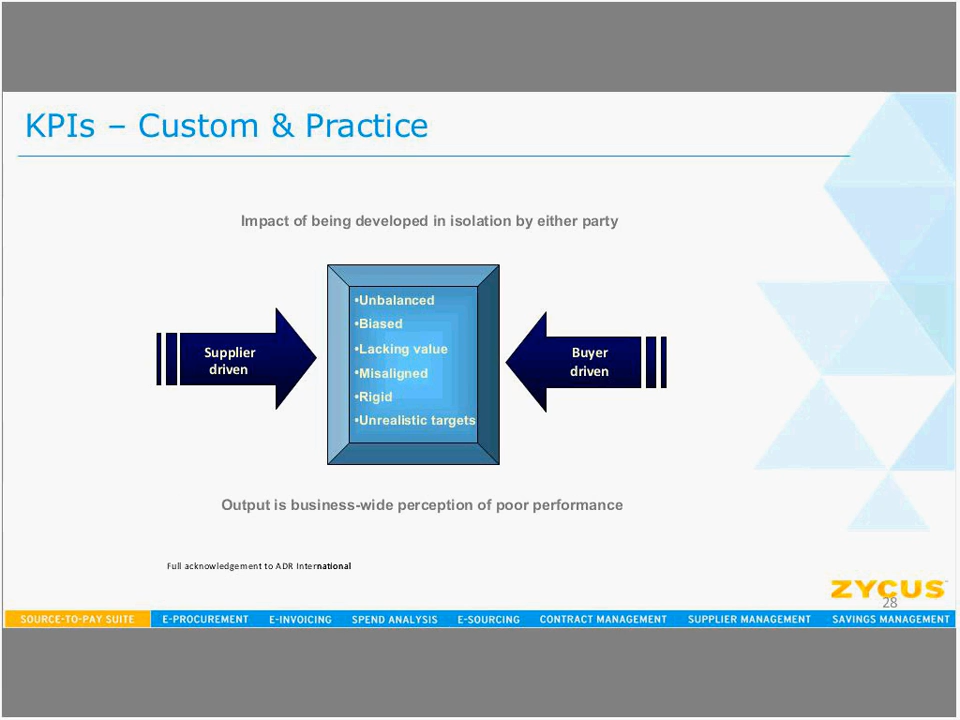 KPIs – Custom & Practice
Impact of being developed in isolation by either party
Supplier
driven
•Unbalanced
•Biased
•Lacking value
•Misaligned
•Rigid
•Unrealistic targets
Buyer
driven
Output is business-wide perception of poor performance
Full acknowledgement to ADR International
ZYCUS™
28
SOURCE-TO-PAY SUITE E-PROCUREMENT E-INVOICING SPEND ANALYSIS E-SOURCING CONTRACT MANAGEMENT SUPPLIER MANAGEMENT SAVINGS MANAGEMENT